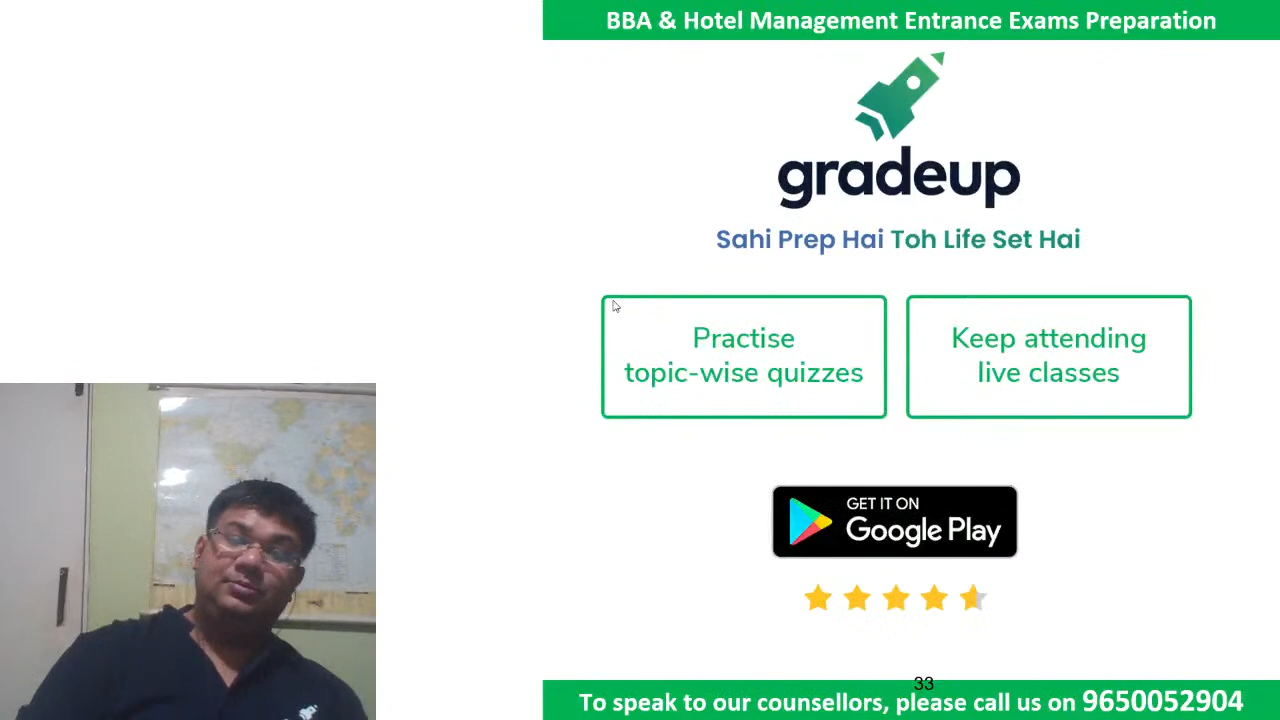 BBA & Hotel Management Entrance Exams Preparation
gradeup
Sahi Prep Hai Toh Life Set Hai
Practise
topic-wise quizzes
Keep attending
live classes
GET IT ON
Google Play
33
To speak to our counsellors, please call us on 9650052904